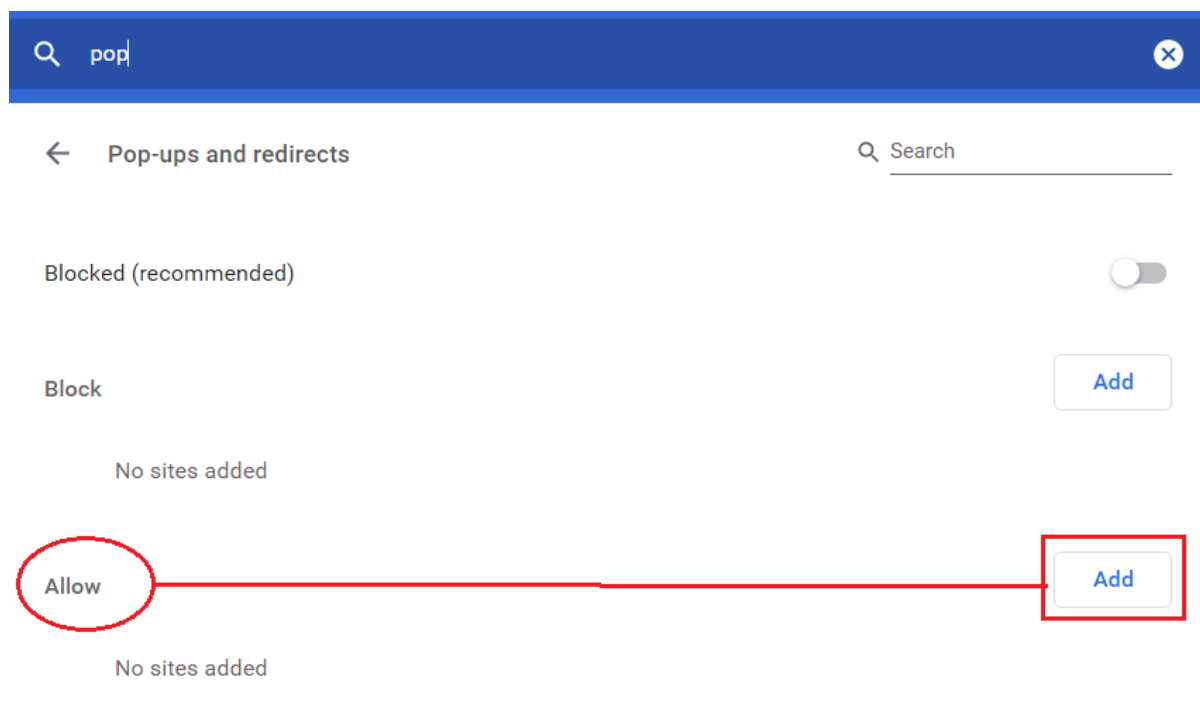 pop
Pop-ups and redirects
Search
Blocked (recommended)
Block
Add
No sites added
Allow
Add
No sites added